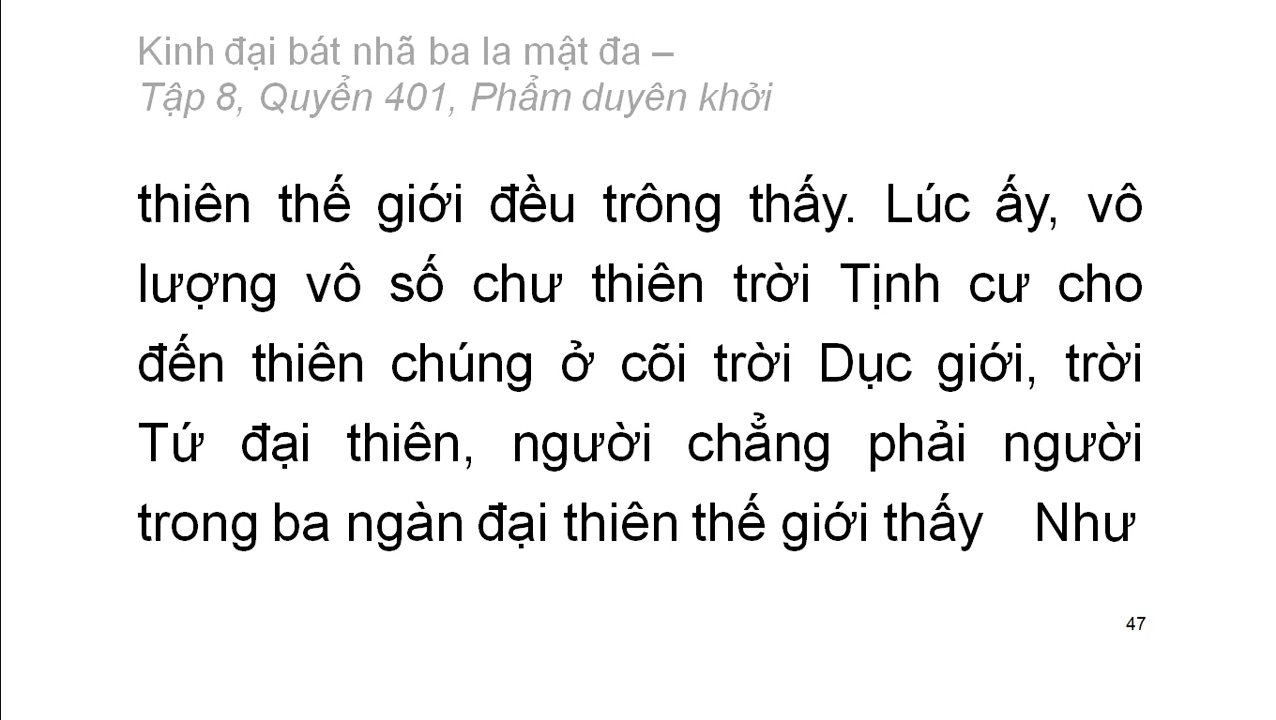 Kinh đại bát nhã ba la mật đa –
Tập 8, Quyển 401, Phẩm duyên khởi
thiên thế giới đều trông thấy. Lúc ấy, vô
lượng vô số chư thiên trời Tịnh cư cho
đến thiên chúng ở cõi trời Dục giới, trời
Tứ đại thiên, người chẳng phải người
trong ba ngàn đại thiên thế giới thấy Như
47